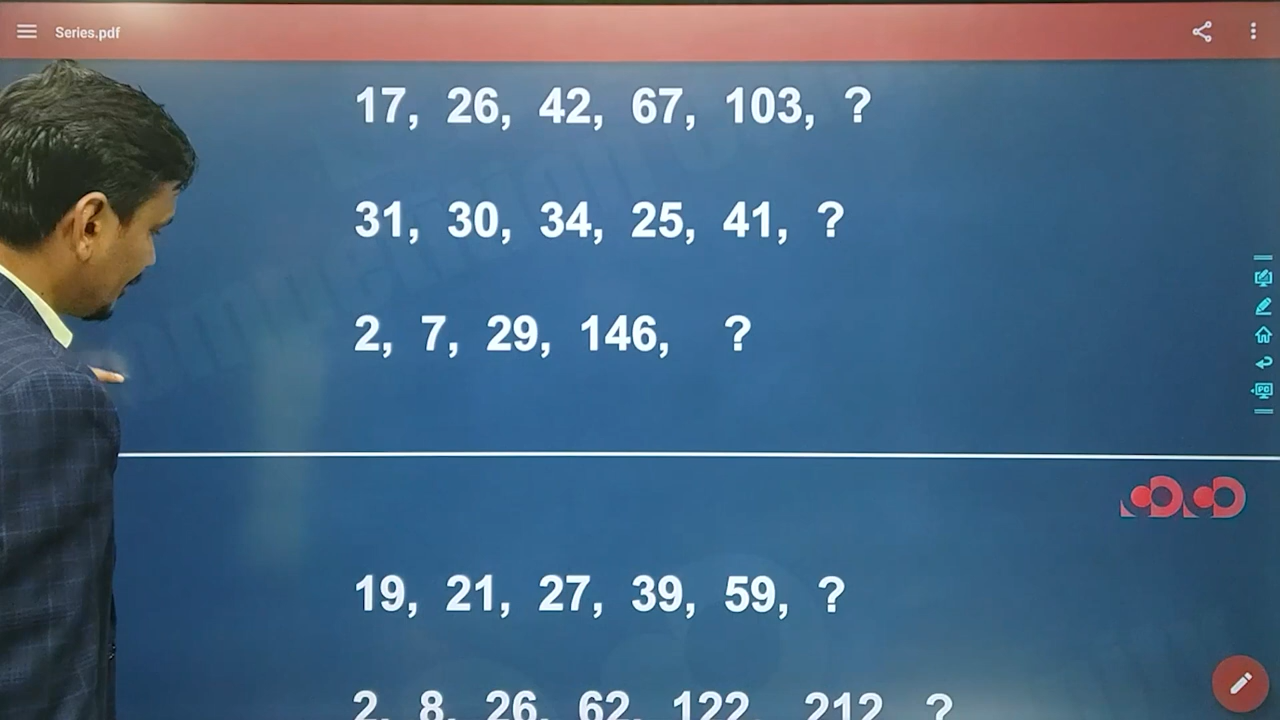 Series.pdf
17, 26, 42, 67, 103, ?
31, 30, 34, 25, 41, ?
2, 7, 29, 146, ?
19, 21, 27, 39, 59, ?
2, 8, 26, 62, 122, 212, ?